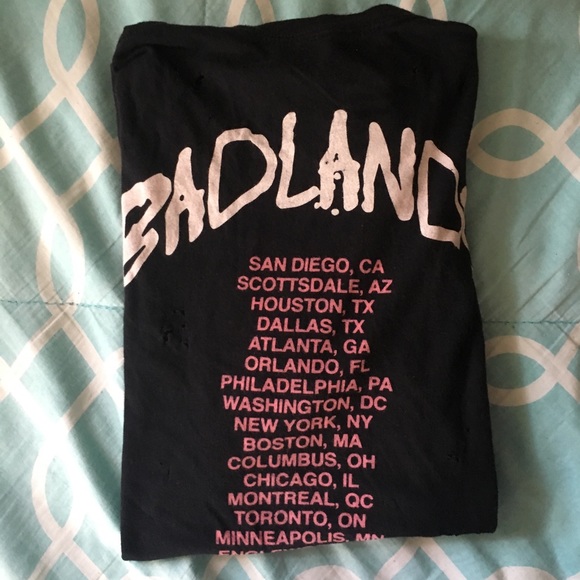 BADLANDS
SAN DIEGO, CA
SCOTTSDALE, AZ
HOUSTON, TX
DALLAS, TX
ATLANTA, GA
ORLANDO, FL
PHILADELPHIA, PA
WASHINGTON, DC
NEW YORK, NY
BOSTON, MA
COLUMBUS, OH
CHICAGO, IL
MONTREAL, QC
TORONTO, ON
MINNEAPOLIS, MN